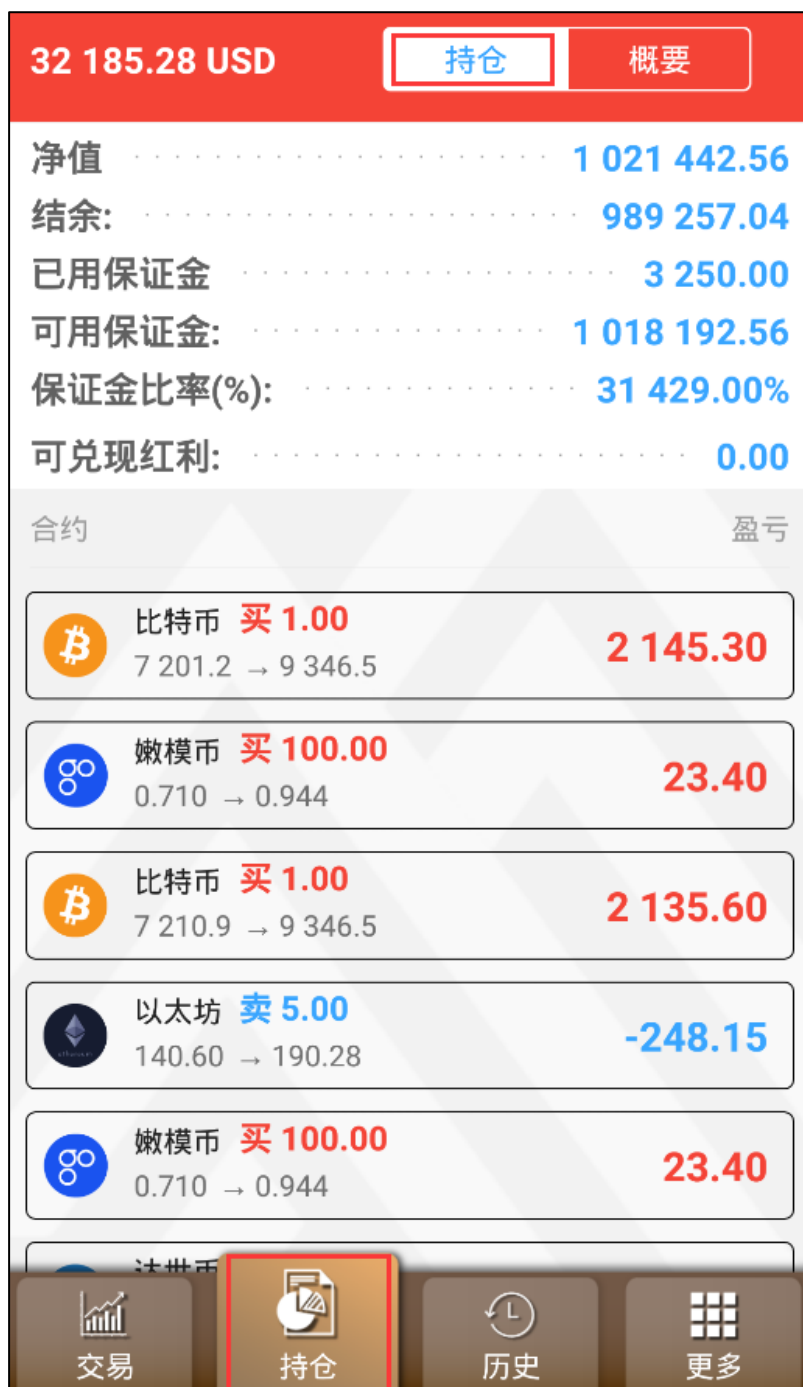 32 185.28 USD 持仓 概要
净值 1 021 442.56
结余: 989 257.04
已用保证金 3 250.00
可用保证金: 1 018 192.56
保证金比率(%): 31 429.00%
可兑现红利: 0.00
合约 盈亏
比特币 买 1.00
7 201.2 → 9 346.5
2 145.30
嫩模币 买 100.00
0.710 → 0.944
23.40
比特币 买 1.00
7 210.9 → 9 346.5
2 135.60
以太坊 卖 5.00
140.60 → 190.28
-248.15
嫩模币 买 100.00
0.710 → 0.944
23.40
达世币
交易 持仓 历史 更多